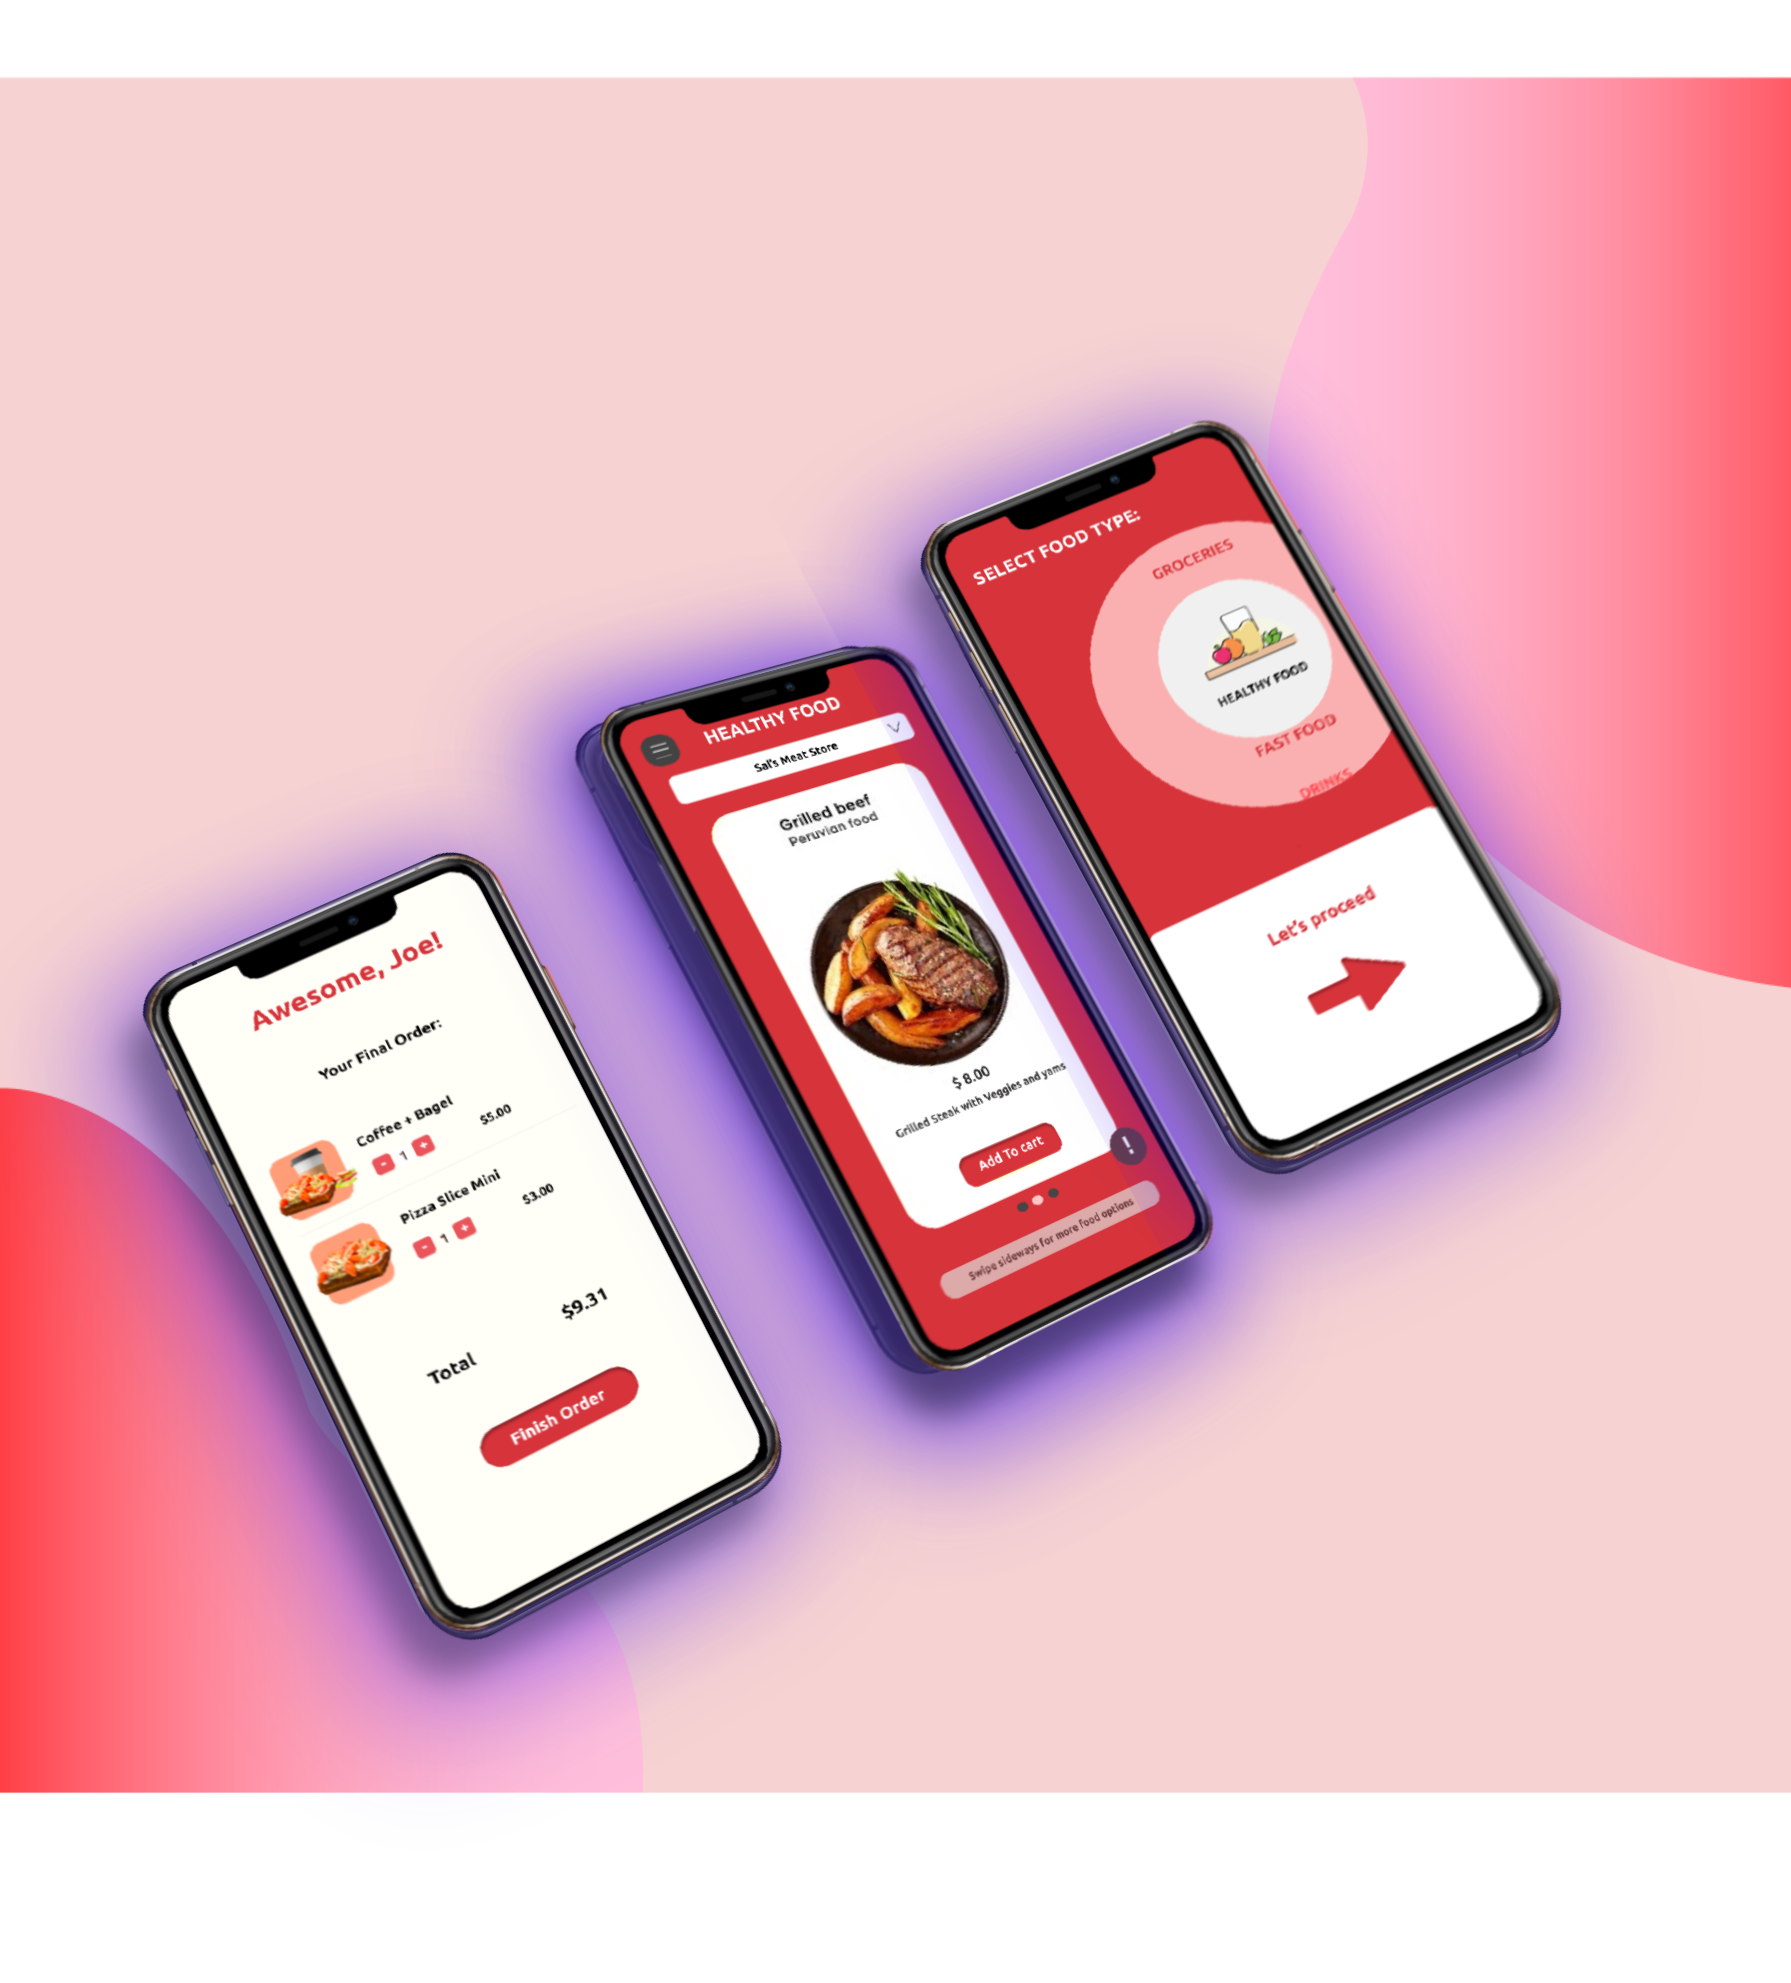 Awesome, Joe!
Your Final Order:
Coffee + Bagel
$5.00
- 1 +
Pizza Slice Mini
$3.00
- 1 +
$9.31
Total
Finish Order
HEALTHY FOOD
Sal's Meat Store
Grilled beef
Peruvian food
$ 8.00
Grilled Steak with Veggies and yams
Add To cart
!
Swipe sideways for more food options
SELECT FOOD TYPE:
GROCERIES
HEALTHY FOOD
FAST FOOD
DRINKS
Let's proceed